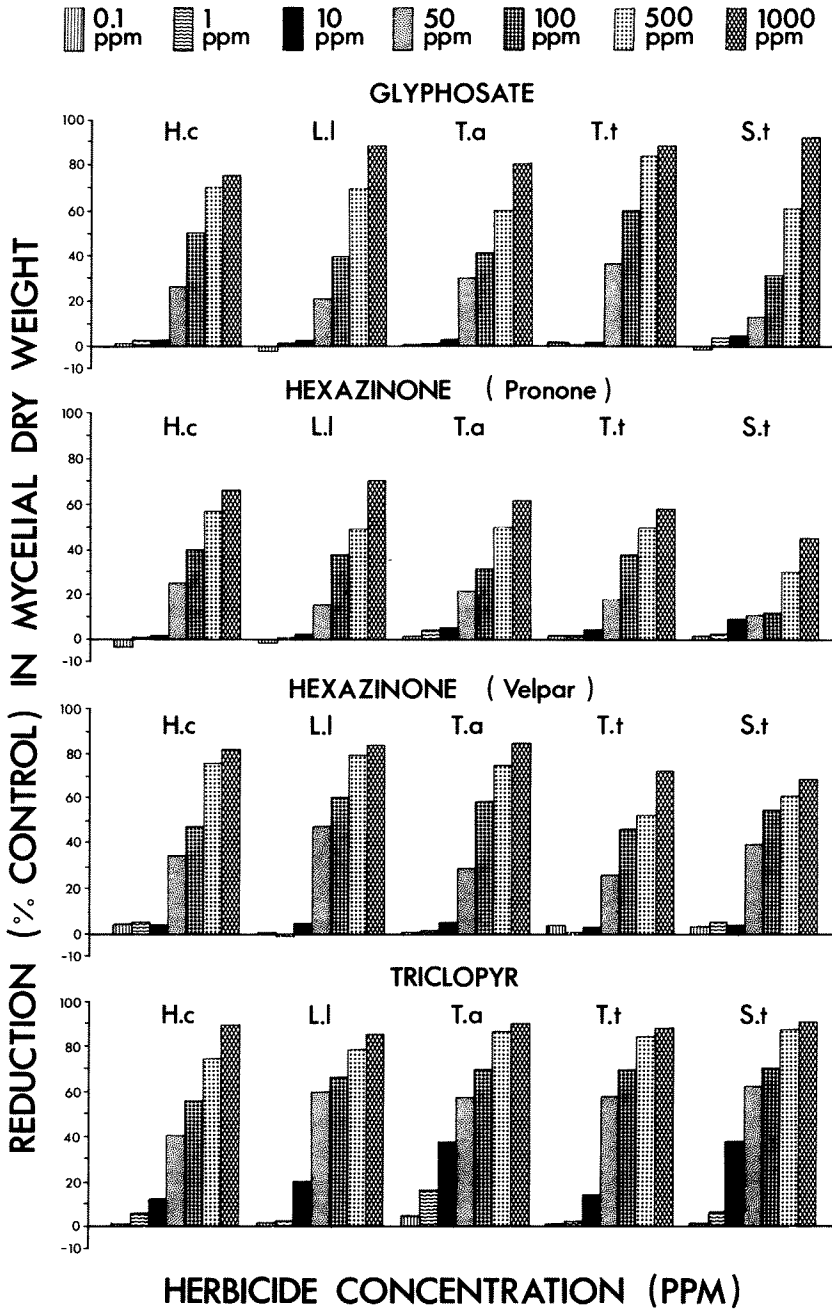 0.1 ppm
1 ppm
10 ppm
50 ppm
100 ppm
500 ppm
1000 ppm
REDUCTION (% CONTROL) IN MYCELIAL DRY WEIGHT
GLYPHOSATE
H.c L.l T.a T.t S.t
100
80
60
40
20
0
-10
HEXAZINONE ( Pronone )
H.c L.l T.a T.t S.t
100
80
60
40
20
0
-10
HEXAZINONE ( Velpar )
H.c L.l T.a T.t S.t
100
80
60
40
20
0
-10
TRICLOPYR
H.c L.l T.a T.t S.t
100
80
60
40
20
0
-10
HERBICIDE CONCENTRATION (PPM)